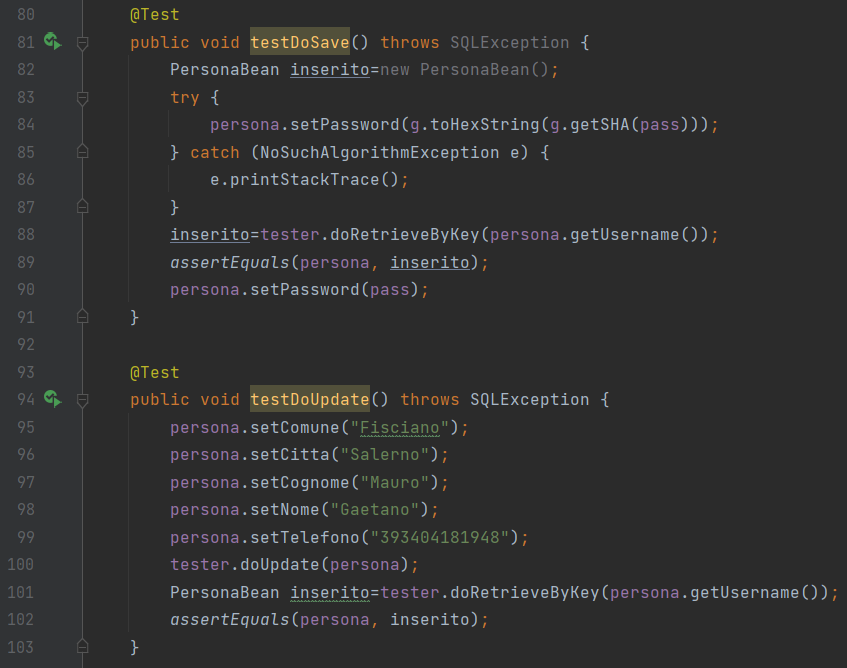 80 @Test
81 public void testDoSave() throws SQLException {
82 PersonaBean inserito=new PersonaBean();
83 try {
84 persona.setPassword(g.toHexString(g.getSHA(pass)));
85 } catch (NoSuchAlgorithmException e) {
86 e.printStackTrace();
87 }
88 inserito=tester.doRetrieveByKey(persona.getUsername());
89 assertEquals(persona, inserito);
90 persona.setPassword(pass);
91 }
92
93 @Test
94 public void testDoUpdate() throws SQLException {
95 persona.setComune("Fisciano");
96 persona.setCitta("Salerno");
97 persona.setCognome("Mauro");
98 persona.setNome("Gaetano");
99 persona.setTelefono("393404181948");
100 tester.doUpdate(persona);
101 PersonaBean inserito=tester.doRetrieveByKey(persona.getUsername());
102 assertEquals(persona, inserito);
103 }